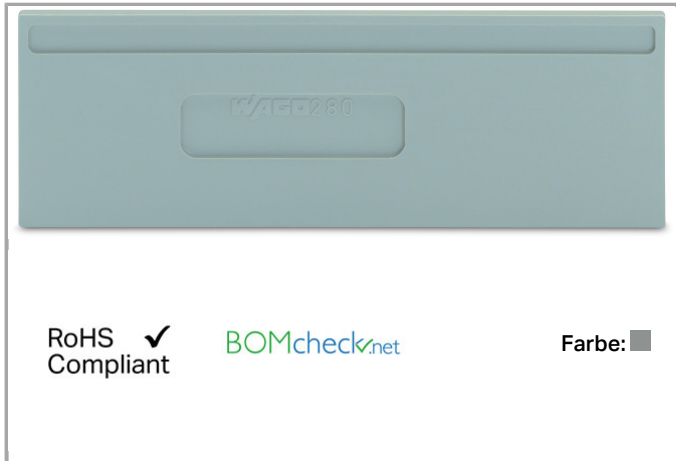 WAGO 280
RoHS ✓
Compliant
BOMcheck.net
Farbe: